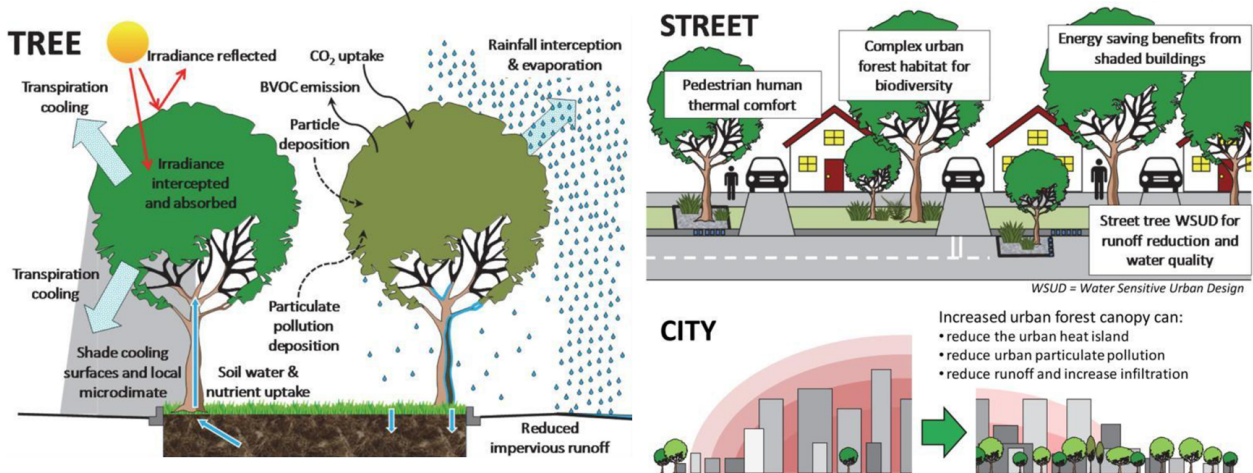 TREE
Irradiance reflected
Transpiration
cooling
Irradiance
intercepted
and absorbed
Transpiration
cooling
Shade cooling
surfaces and local
microclimate
Soil water &
nutrient uptake
CO₂ uptake
BVOC emission
Particle
deposition
Particulate
pollution
deposition
Rainfall interception
& evaporation
Reduced
impervious runoff
STREET
Pedestrian human
thermal comfort
Complex urban
forest habitat for
biodiversity
Energy saving benefits from
shaded buildings
Street tree WSUD for
runoff reduction and
water quality
WSUD = Water Sensitive Urban Design
CITY
Increased urban forest canopy can:
• reduce the urban heat island
• reduce urban particulate pollution
• reduce runoff and increase infiltration